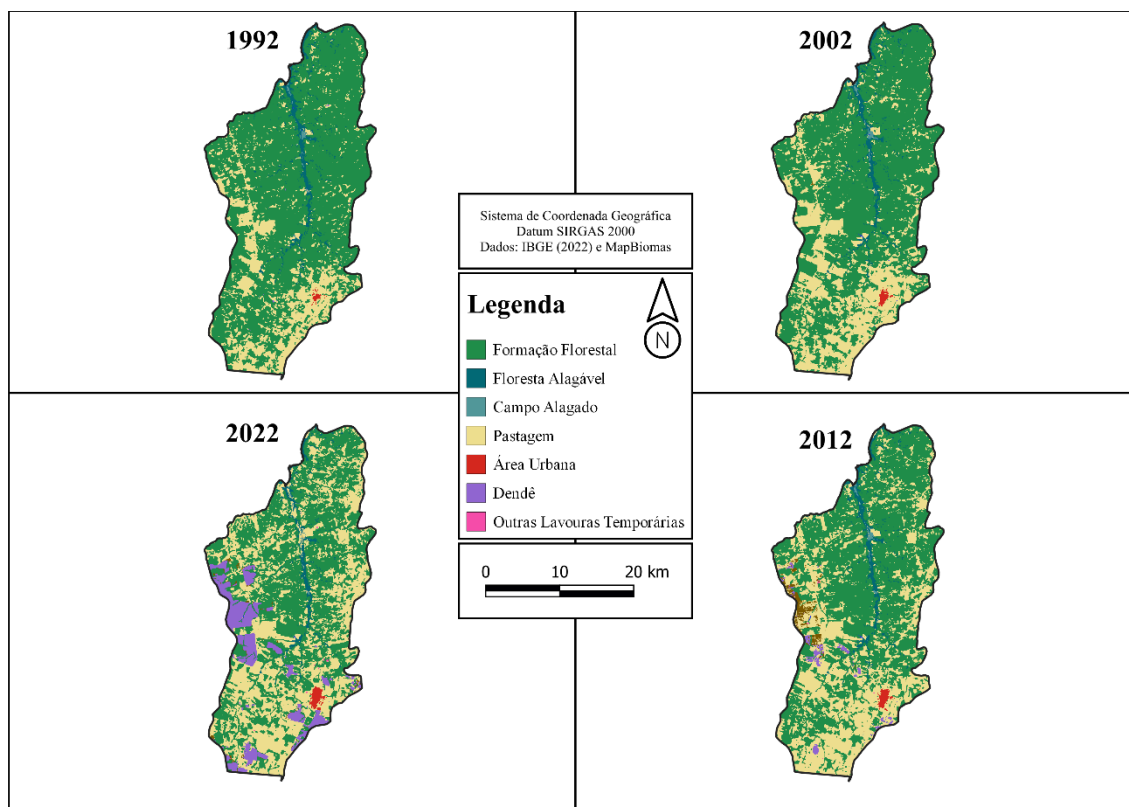 1992
2002
Sistema de Coordenada Geográfica
Datum SIRGAS 2000
Dados: IBGE (2022) e MapBiomas
Legenda
N
Formação Florestal
Floresta Alagável
Campo Alagado
Pastagem
Área Urbana
Dendê
Outras Lavouras Temporárias
0 10 20 km
2022
2012